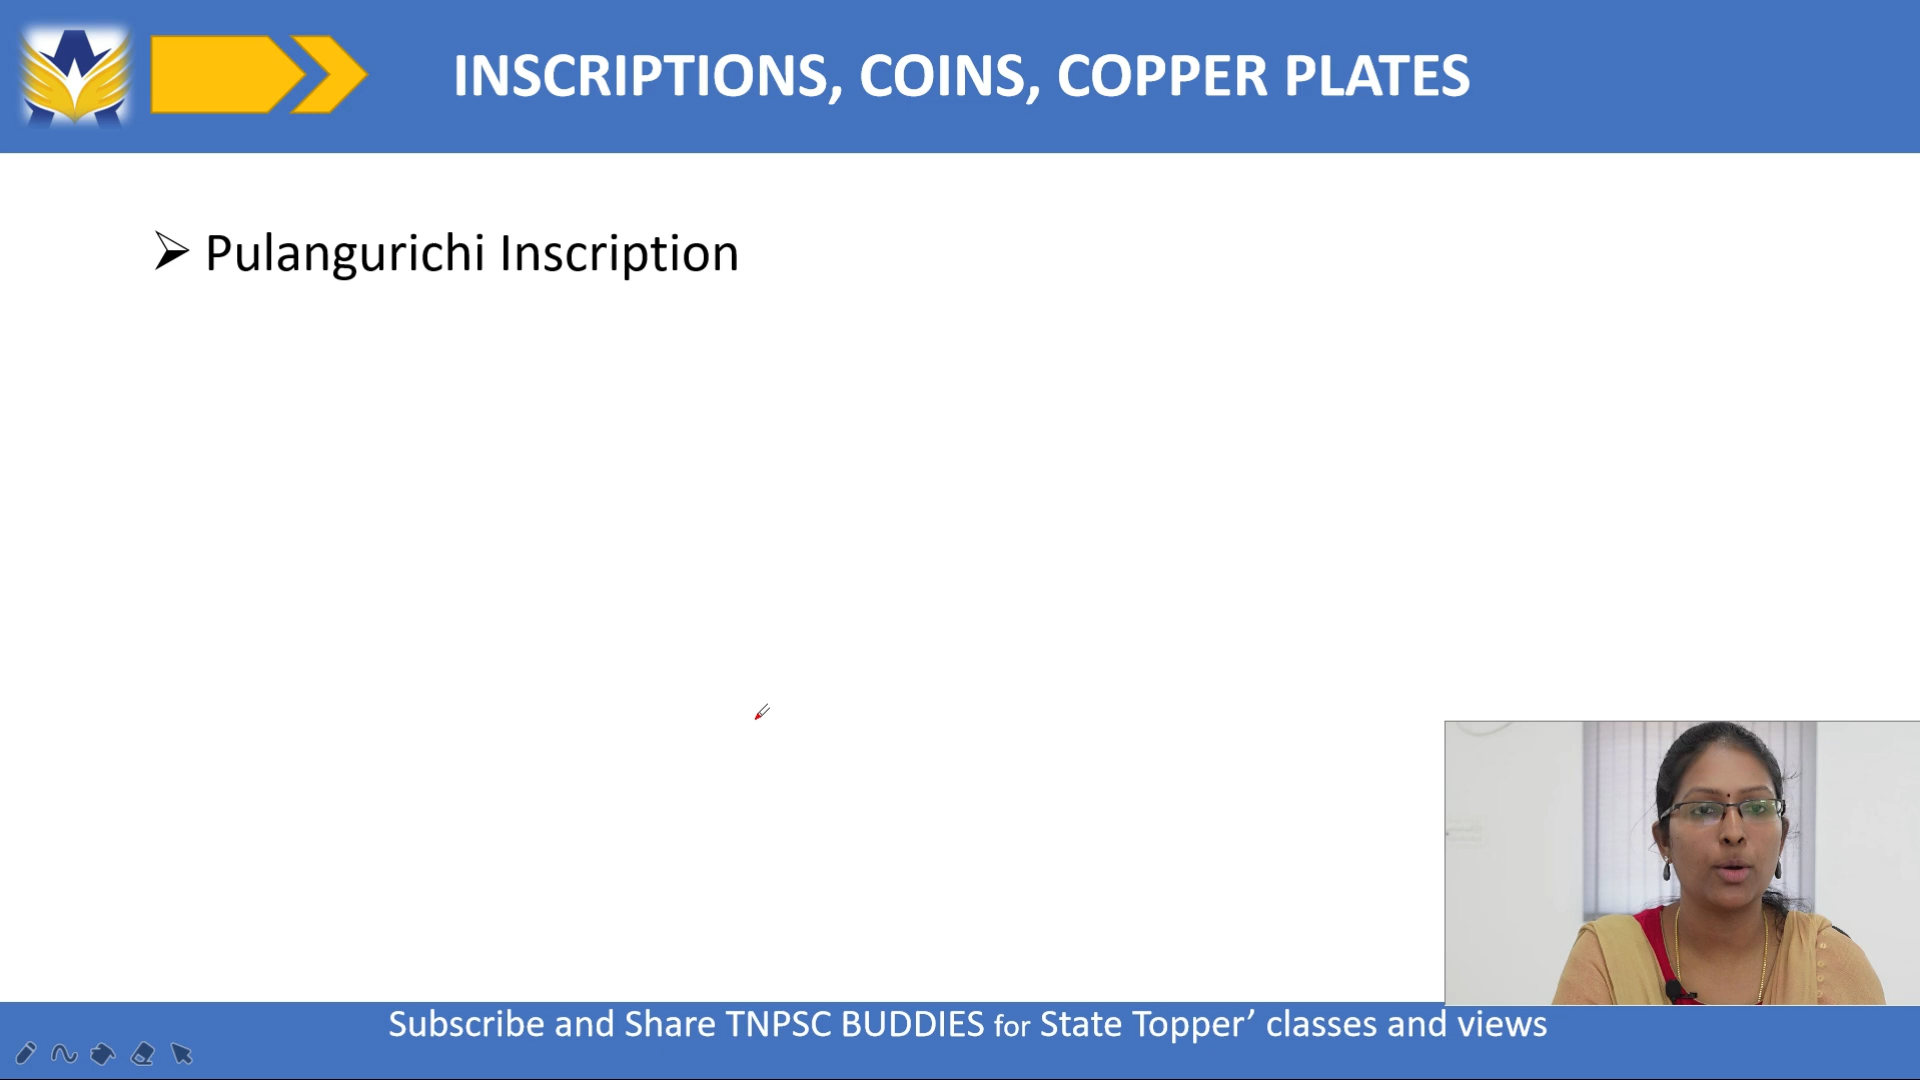 INSCRIPTIONS, COINS, COPPER PLATES
Pulangurichi Inscription
Subscribe and Share TNPSC BUDDIES for State Topper’ classes and views